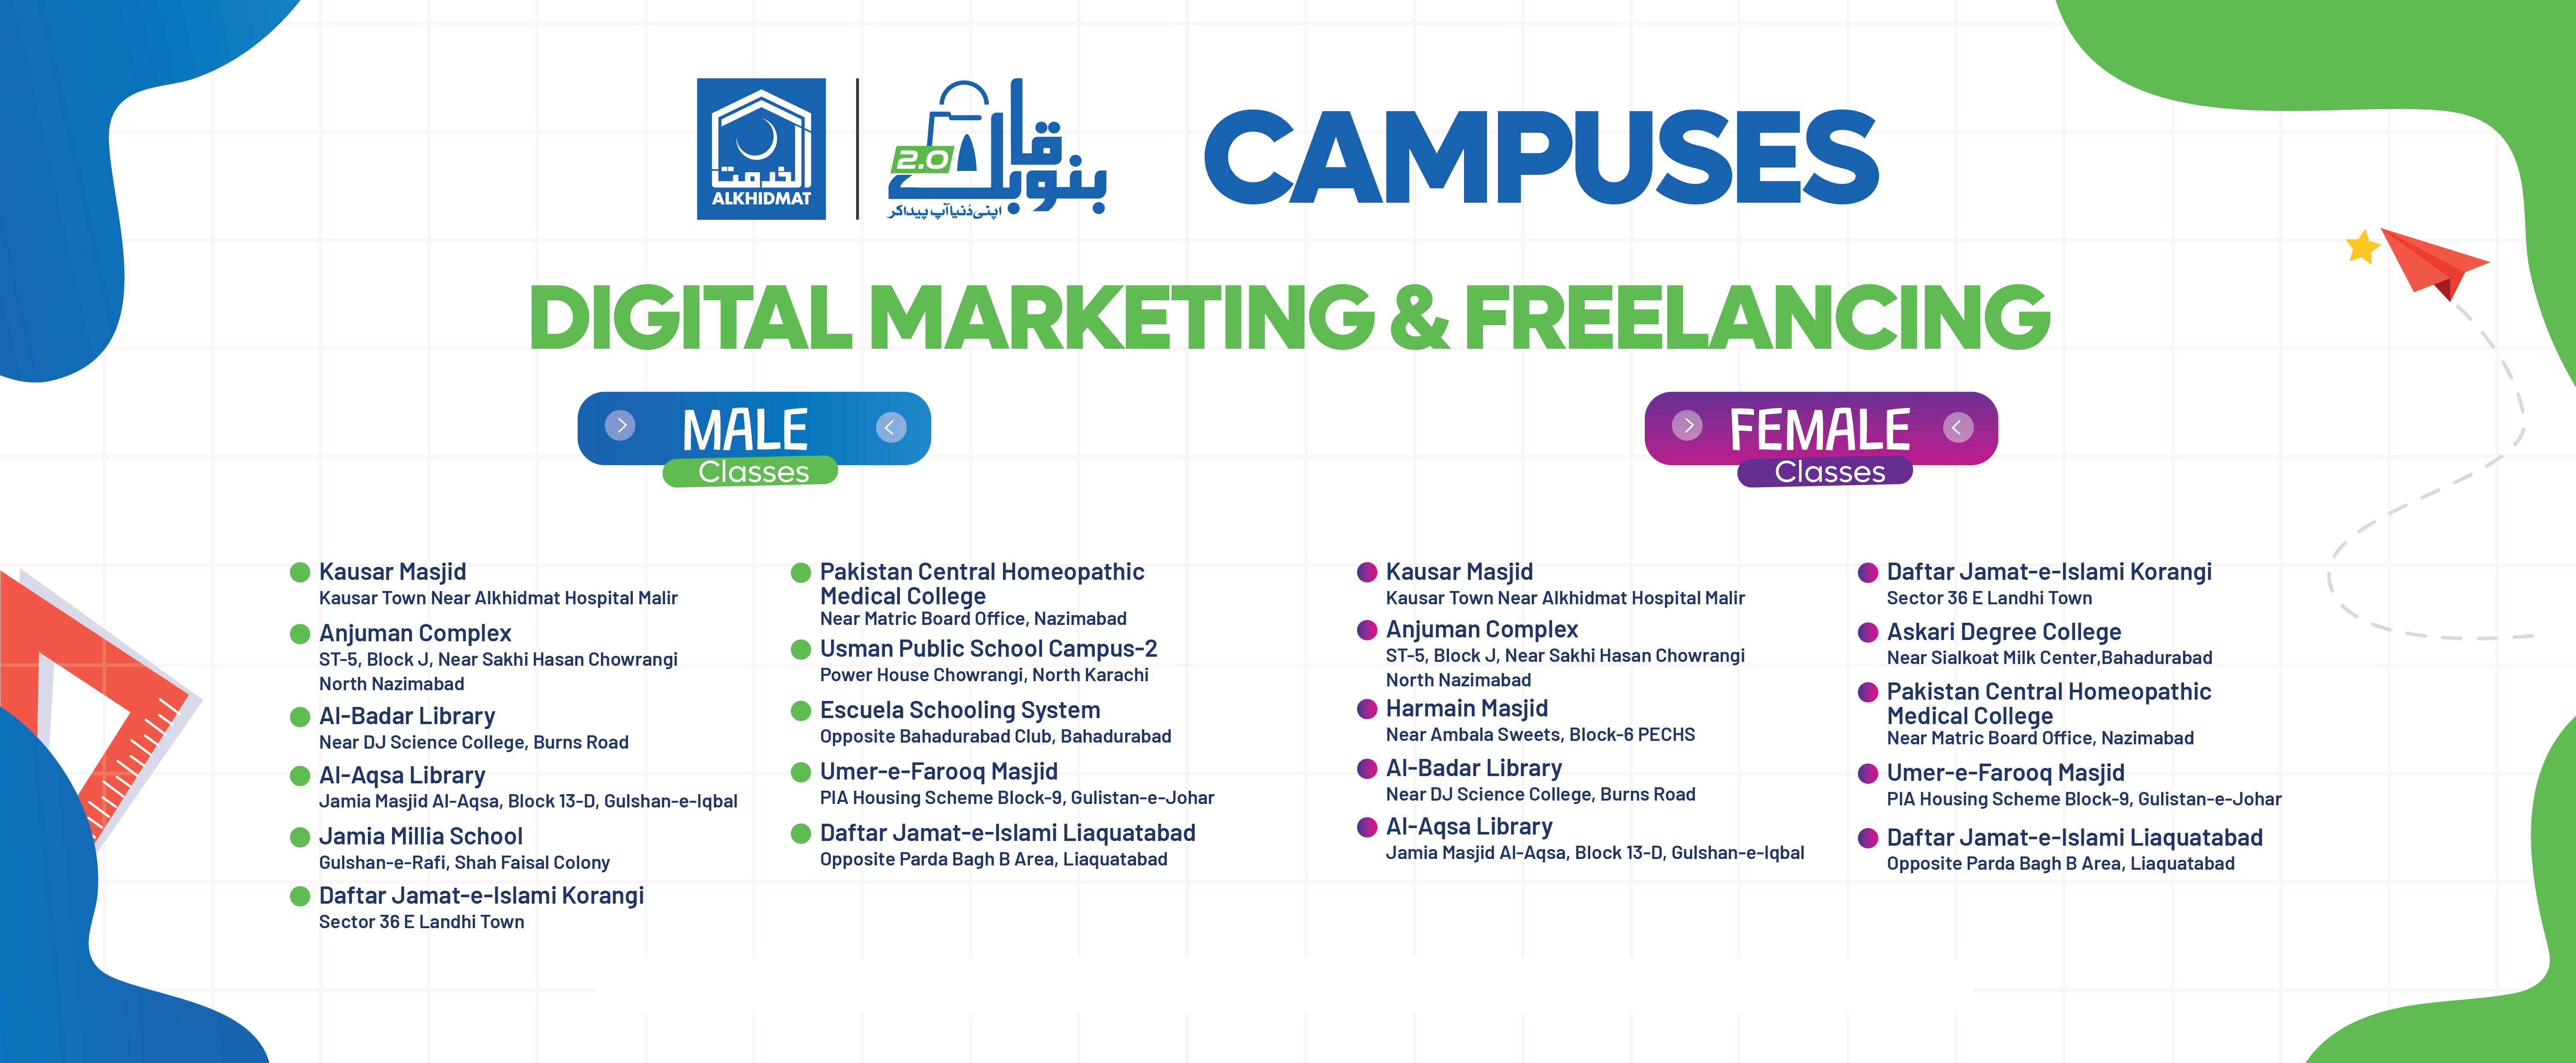 الخدمت
ALKHIDMAT
بنو قابل
2.0
اپنی دُنیا آپ پیدا کر
CAMPUSES
DIGITAL MARKETING & FREELANCING
MALE
Classes
Kausar Masjid
Kausar Town Near Alkhidmat Hospital Malir
Anjuman Complex
ST-5, Block J, Near Sakhi Hasan Chowrangi
North Nazimabad
Al-Badar Library
Near DJ Science College, Burns Road
Al-Aqsa Library
Jamia Masjid Al-Aqsa, Block 13-D, Gulshan-e-Iqbal
Jamia Millia School
Gulshan-e-Rafi, Shah Faisal Colony
Daftar Jamat-e-Islami Korangi
Sector 36 E Landhi Town
Pakistan Central Homeopathic
Medical College
Near Matric Board Office, Nazimabad
Usman Public School Campus-2
Power House Chowrangi, North Karachi
Escuela Schooling System
Opposite Bahadurabad Club, Bahadurabad
Umer-e-Farooq Masjid
PIA Housing Scheme Block-9, Gulistan-e-Johar
Daftar Jamat-e-Islami Liaquatabad
Opposite Parda Bagh B Area, Liaquatabad
FEMALE
Classes
Kausar Masjid
Kausar Town Near Alkhidmat Hospital Malir
Anjuman Complex
ST-5, Block J, Near Sakhi Hasan Chowrangi
North Nazimabad
Harmain Masjid
Near Ambala Sweets, Block-6 PECHS
Al-Badar Library
Near DJ Science College, Burns Road
Al-Aqsa Library
Jamia Masjid Al-Aqsa, Block 13-D, Gulshan-e-Iqbal
Daftar Jamat-e-Islami Korangi
Sector 36 E Landhi Town
Askari Degree College
Near Sialkoat Milk Center,Bahadurabad
Pakistan Central Homeopathic
Medical College
Near Matric Board Office, Nazimabad
Umer-e-Farooq Masjid
PIA Housing Scheme Block-9, Gulistan-e-Johar
Daftar Jamat-e-Islami Liaquatabad
Opposite Parda Bagh B Area, Liaquatabad